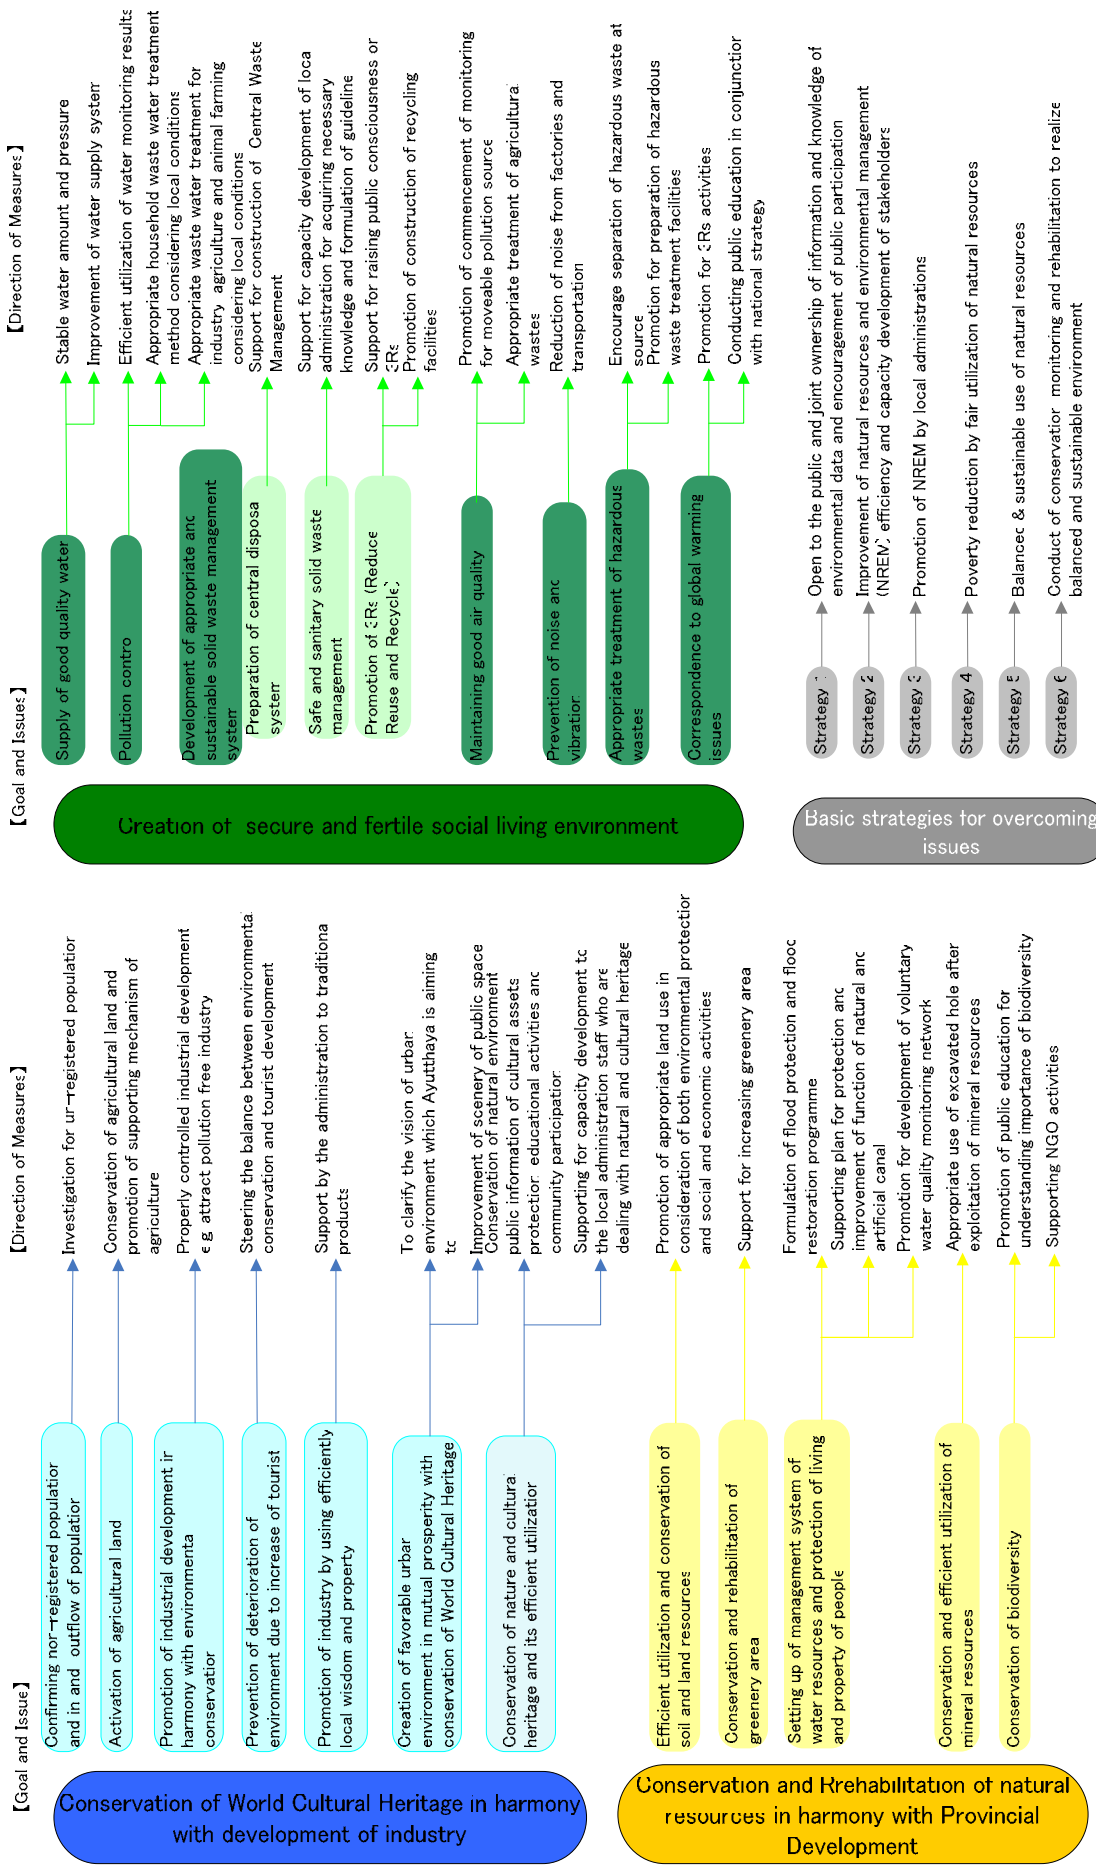 【Goal and Issue】
【Direction of Measures】
Conservation of World Cultural Heritage in harmony
with development of industry
Confirming non-registered population
and in and outflow of population
Investigation for un-registered population
Activation of agricultural land
Conservation of agricultural land and
promotion of supporting mechanism of
agriculture
Promotion of industrial development in
harmony with environmenta
conservation
Properly controlled industrial development
e.g. attract pollution free industry
Prevention of deterioration of
environment due to increase of tourist
Steering the balance between environmental
conservation and tourist development
Promotion of industry by using efficiently
local wisdom and property
Support by the administration to traditiona
products
Creation of favorable urban
environment in mutual prosperity with
conservation of World Cultural Heritage
To clarify the vision of urban
environment which Ayutthaya is aiming
to
Improvement of scenery of public space
Conservation of nature and cultural
heritage and its efficient utilization
Conservation of natural environment
public information of cultural assets
protection educational activities and
community participation
Supporting for capacity development to
the local administration staff who are
dealing with natural and cultural heritage
Conservation and Rrehabilitation of natural
resources in harmony with Provincial
Development
Efficient utilization and conservation of
soil and land resources
Promotion of appropriate land use in
consideration of both environmental protection
and social and economic activities
Conservation and rehabilitation of
greenery area
Support for increasing greenery area
Setting up of management system of
water resources and protection of living
and property of people
Formulation of flood protection and flood
restoration programme
Supporting plan for protection and
improvement of function of natural and
artificial canal
Promotion for development of voluntary
water quality monitoring network
Conservation and efficient utilization of
mineral resources
Appropriate use of excavated hole after
exploitation of mineral resources
Conservation of biodiversity
Promotion of public education for
understanding importance of biodiversity
Supporting NGO activities
【Goal and Issues】
【Direction of Measures】
Creation of secure and fertile social living environment
Supply of good quality water
Stable water amount and pressure
Improvement of water supply system
Pollution contro
Efficient utilization of water monitoring results
Appropriate household waste water treatment
method considering local conditions
Appropriate waste water treatment for
industry agriculture and animal farming
considering local conditions
Development of appropriate and
sustainable solid waste management
system
Preparation of central disposa
system
Support for construction of Central Waste
Management
Safe and sanitary solid waste
management
Support for capacity development of loca
administration for acquiring necessary
knowledge and formulation of guideline
Promotion of 3Rs (Reduce
Reuse and Recycle)
Support for raising public consciousness or
3Rs
Promotion of construction of recycling
facilities
Maintaining good air quality
Promotion of commencement of monitoring
for moveable pollution source
Appropriate treatment of agricultural
wastes
Prevention of noise and
vibration
Reduction of noise from factories and
transportation
Appropriate treatment of hazardous
wastes
Encourage separation of hazardous waste at
source
Promotion for preparation of hazardous
waste treatment facilities
Correspondence to global warming
issues
Promotion for 3Rs activities
Conducting public education in conjunction
with national strategy
Basic strategies for overcoming
issues
Strategy 1
Open to the public and joint ownership of information and knowledge of
environmental data and encouragement of public participation
Strategy 2
Improvement of natural resources and environmental management
(NREM) efficiency and capacity development of stakeholders
Strategy 3
Promotion of NREM by local administrations
Strategy 4
Poverty reduction by fair utilization of natural resources
Strategy 5
Balanced & sustainable use of natural resources
Strategy 6
Conduct of conservation monitoring and rehabilitation to realize
balanced and sustainable environment